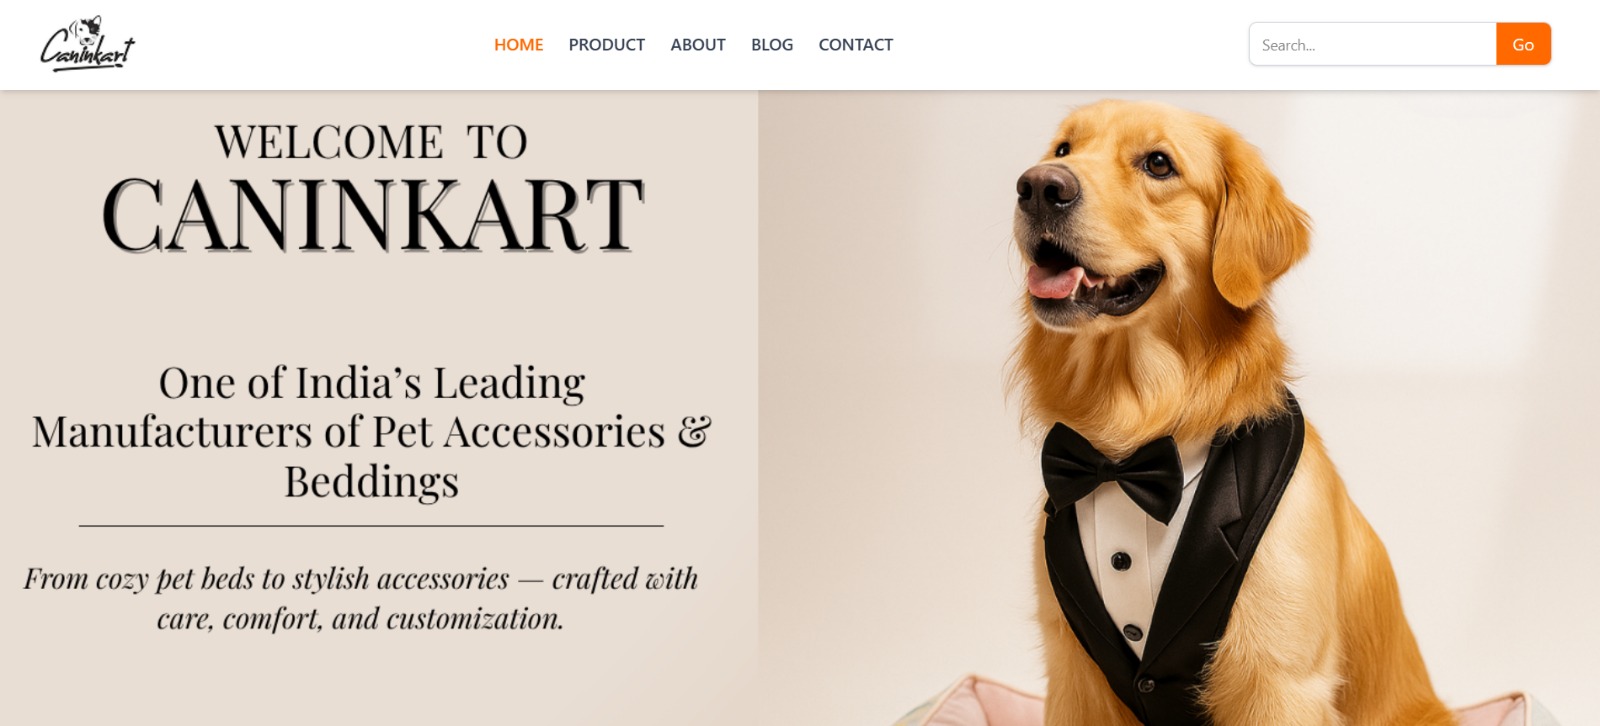 Caninkart
HOME
PRODUCT
ABOUT
BLOG
CONTACT
Search...
Go
WELCOME TO
CANINKART
One of India’s Leading
Manufacturers of Pet Accessories &
Beddings
From cozy pet beds to stylish accessories — crafted with
care, comfort, and customization.